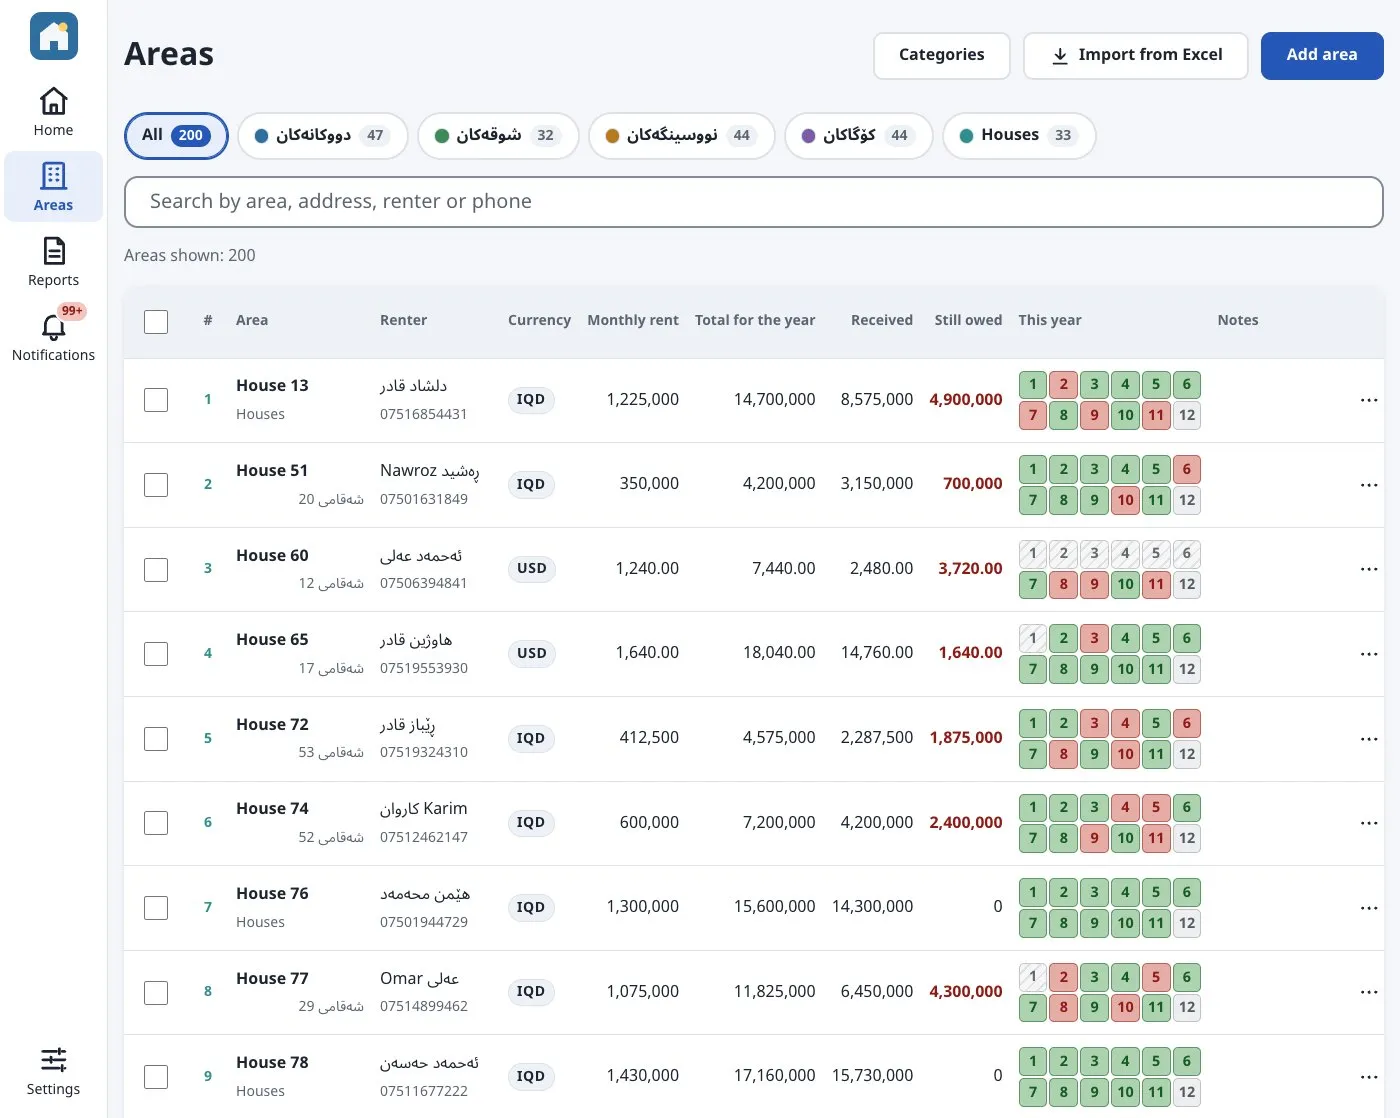 Home
Areas
Reports
99+
Notifications
Settings
Areas
Categories
Import from Excel
Add area
All 200
دووکانەکان 47
شوقەکان 32
نووسینگەکان 44
کۆگاکان 44
Houses 33
Search by area, address, renter or phone
Areas shown: 200
# Area Renter Currency Monthly rent Total for the year Received Still owed This year Notes
1 House 13 دلشاد قادر IQD 1,225,000 14,700,000 8,575,000 4,900,000 1 2 3 4 5 6
Houses 07516854431 7 8 9 10 11 12
2 House 51 Nawroz ڕەشید IQD 350,000 4,200,000 3,150,000 700,000 1 2 3 4 5 6
شەقامی 20 07501631849 7 8 9 10 11 12
3 House 60 ئەحمەد عەلی USD 1,240.00 7,440.00 2,480.00 3,720.00 1 2 3 4 5 6
شەقامی 12 07506394841 7 8 9 10 11 12
4 House 65 هاوژین قادر USD 1,640.00 18,040.00 14,760.00 1,640.00 1 2 3 4 5 6
شەقامی 17 07519553930 7 8 9 10 11 12
5 House 72 ڕێباز قادر IQD 412,500 4,575,000 2,287,500 1,875,000 1 2 3 4 5 6
شەقامی 53 07519324310 7 8 9 10 11 12
6 House 74 کاروان Karim IQD 600,000 7,200,000 4,200,000 2,400,000 1 2 3 4 5 6
شەقامی 52 07512462147 7 8 9 10 11 12
7 House 76 هێمن محەمەد IQD 1,300,000 15,600,000 14,300,000 0 1 2 3 4 5 6
Houses 07501944729 7 8 9 10 11 12
8 House 77 Omar عەلی IQD 1,075,000 11,825,000 6,450,000 4,300,000 1 2 3 4 5 6
شەقامی 29 07514899462 7 8 9 10 11 12
9 House 78 ئەحمەد حەسەن IQD 1,430,000 17,160,000 15,730,000 0 1 2 3 4 5 6
Houses 07511677222 7 8 9 10 11 12